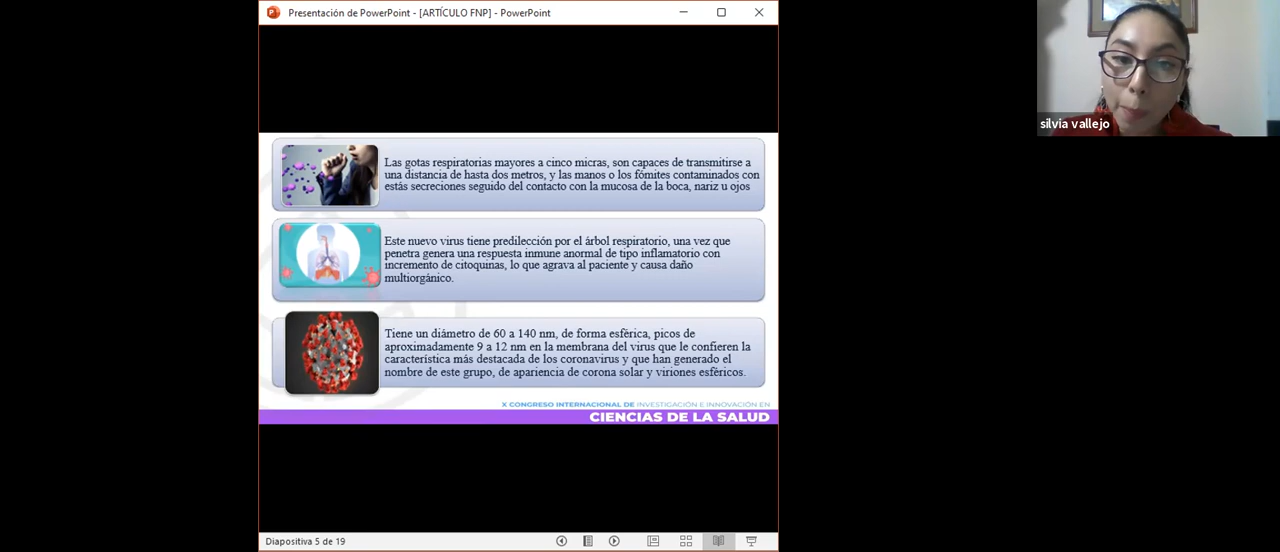 Presentación de PowerPoint - [ARTÍCULO FNP] - PowerPoint
silvia vallejo
Las gotas respiratorias mayores a cinco micras, son capaces de transmitirse a
una distancia de hasta dos metros, y las manos o los fómites contaminados con
estás secreciones seguido del contacto con la mucosa de la boca, nariz u ojos
Este nuevo virus tiene predilección por el árbol respiratorio, una vez que
penetra genera una respuesta inmune anormal de tipo inflamatorio con
incremento de citoquinas, lo que agrava al paciente y causa daño
multiorgánico.
Tiene un diámetro de 60 a 140 nm, de forma esférica, picos de
aproximadamente 9 a 12 nm en la membrana del virus que le confieren la
característica más destacada de los coronavirus y que han generado el
nombre de este grupo, de apariencia de corona solar y viriones esféricos.
X CONGRESO INTERNACIONAL DE INVESTIGACIÓN E INNOVACIÓN EN
CIENCIAS DE LA SALUD
Diapositiva 5 de 19